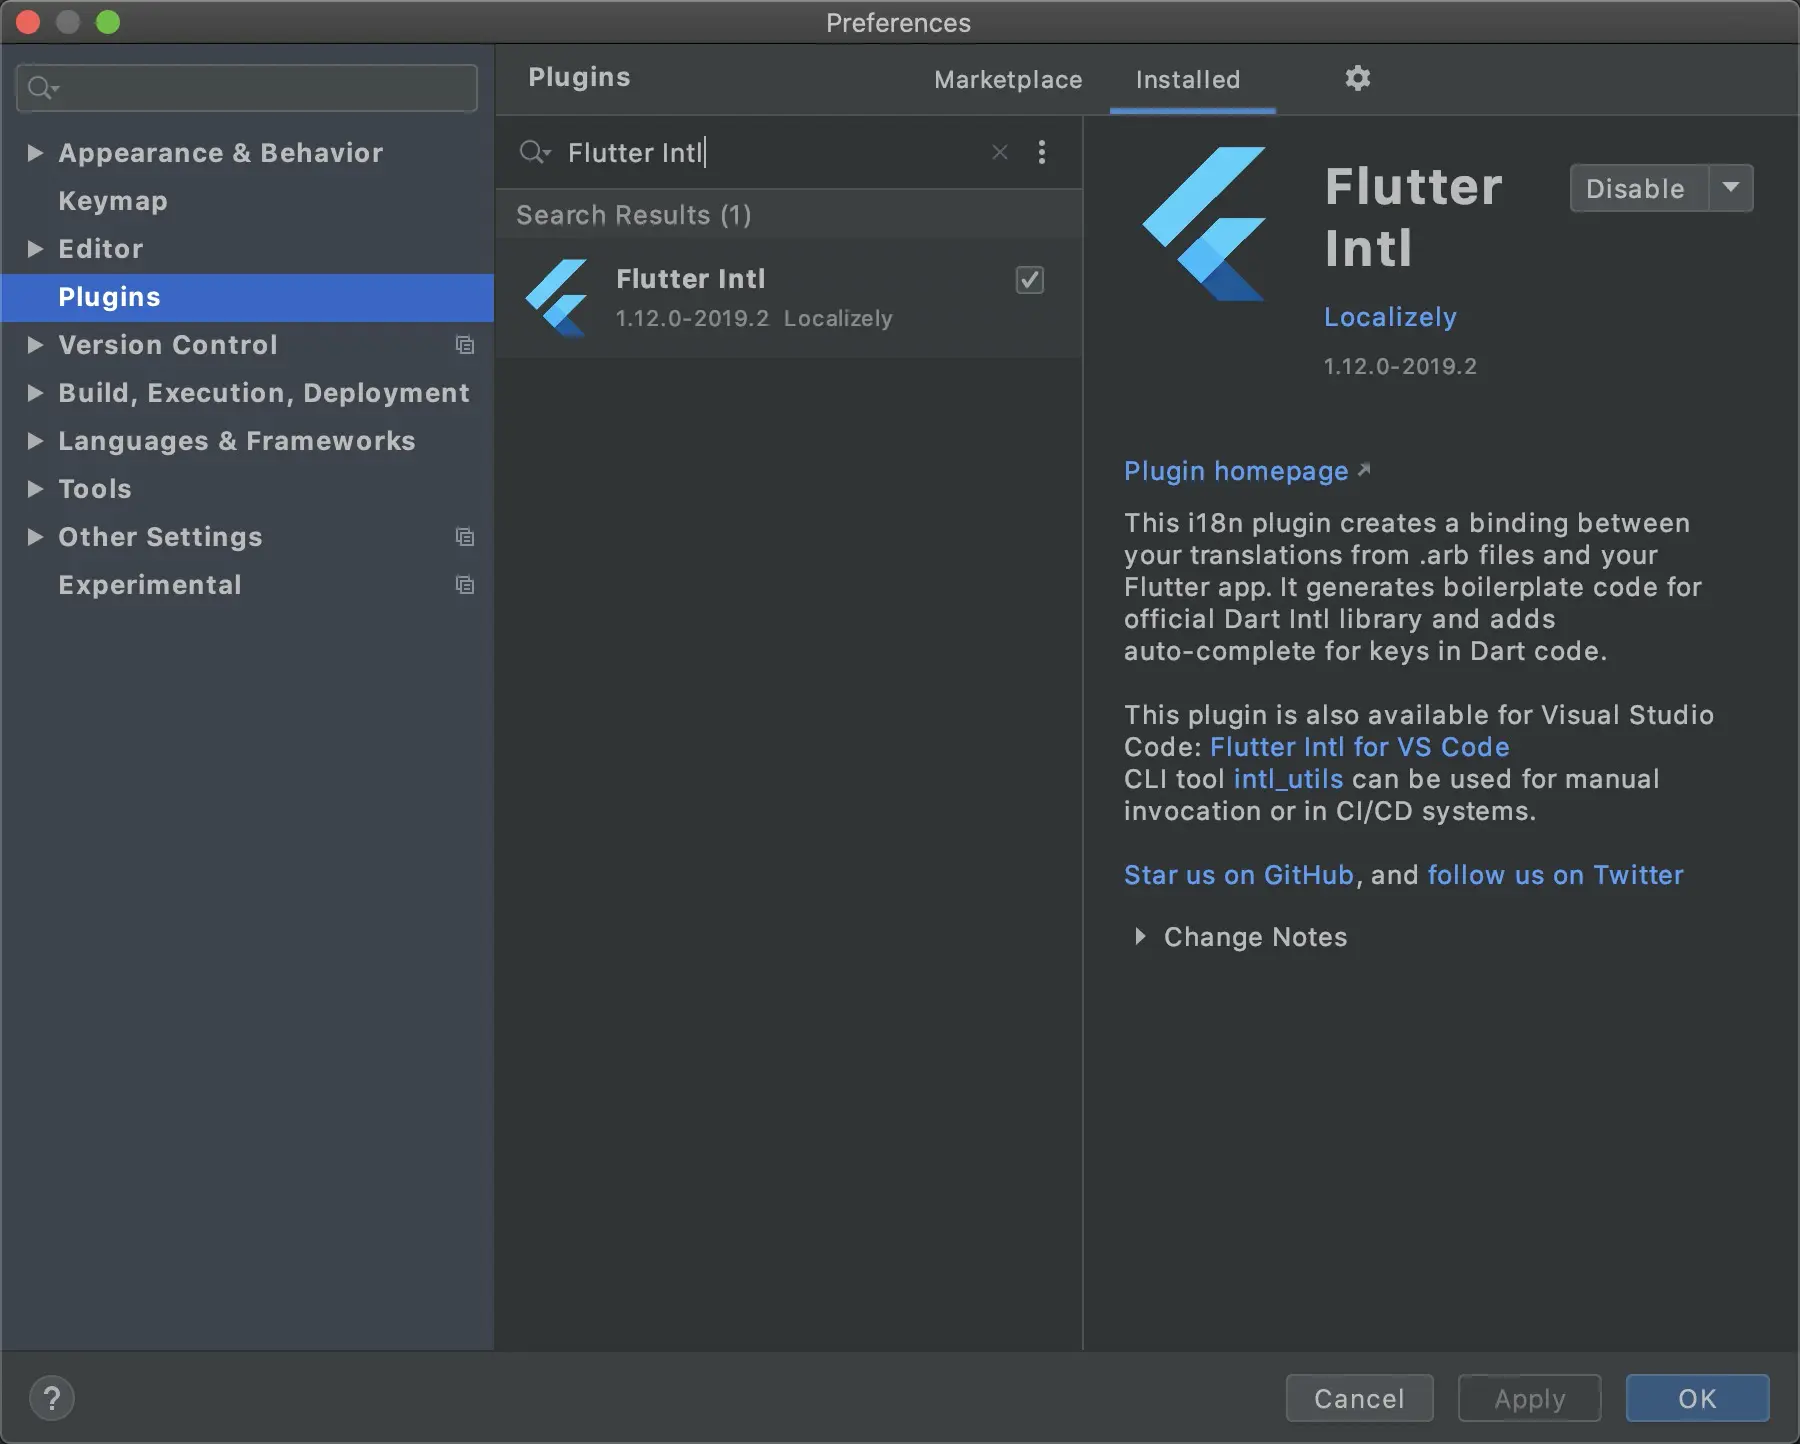 Preferences
Appearance & Behavior
Keymap
Editor
Plugins
Version Control
Build, Execution, Deployment
Languages & Frameworks
Tools
Other Settings
Experimental
Plugins
Marketplace
Installed
Flutter Intl
Search Results (1)
Flutter Intl
1.12.0-2019.2 Localizely
Flutter
Intl
Disable
Localizely
1.12.0-2019.2
Plugin homepage
This i18n plugin creates a binding between
your translations from .arb files and your
Flutter app. It generates boilerplate code for
official Dart Intl library and adds
auto-complete for keys in Dart code.
This plugin is also available for Visual Studio
Code: Flutter Intl for VS Code
CLI tool intl_utils can be used for manual
invocation or in CI/CD systems.
Star us on GitHub, and follow us on Twitter
Change Notes
?
Cancel
Apply
OK